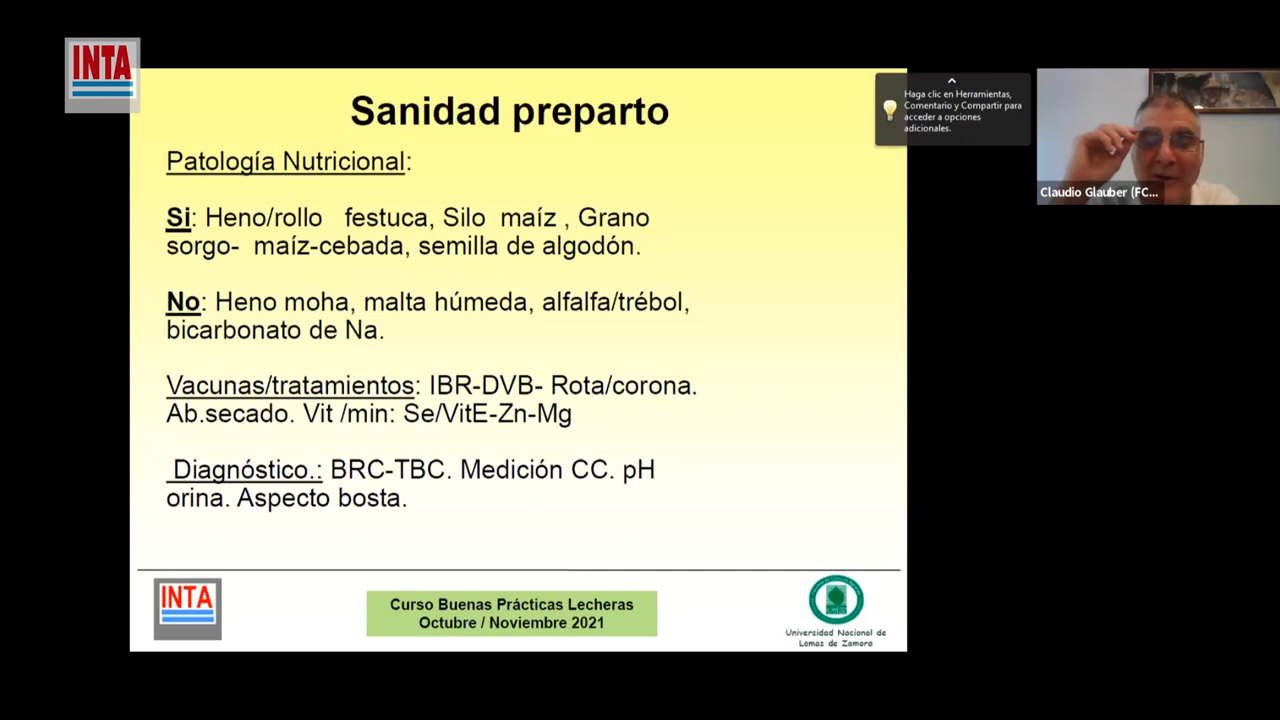 INTA
Sanidad preparto
Patología Nutricional:
Si: Heno/rollo festuca, Silo maíz , Grano
sorgo- maíz-cebada, semilla de algodón.
No: Heno moha, malta húmeda, alfalfa/trébol,
bicarbonato de Na.
Vacunas/tratamientos: IBR-DVB- Rota/corona.
Ab.secado. Vit /min: Se/VitE-Zn-Mg
Diagnóstico.: BRC-TBC. Medición CC. pH
orina. Aspecto bosta.
INTA
Curso Buenas Prácticas Lecheras
Octubre / Noviembre 2021
Universidad Nacional de
Lomas de Zamora
Haga clic en Herramientas,
Comentario y Compartir para
acceder a opciones
adicionales.
Claudio Glauber (FC...